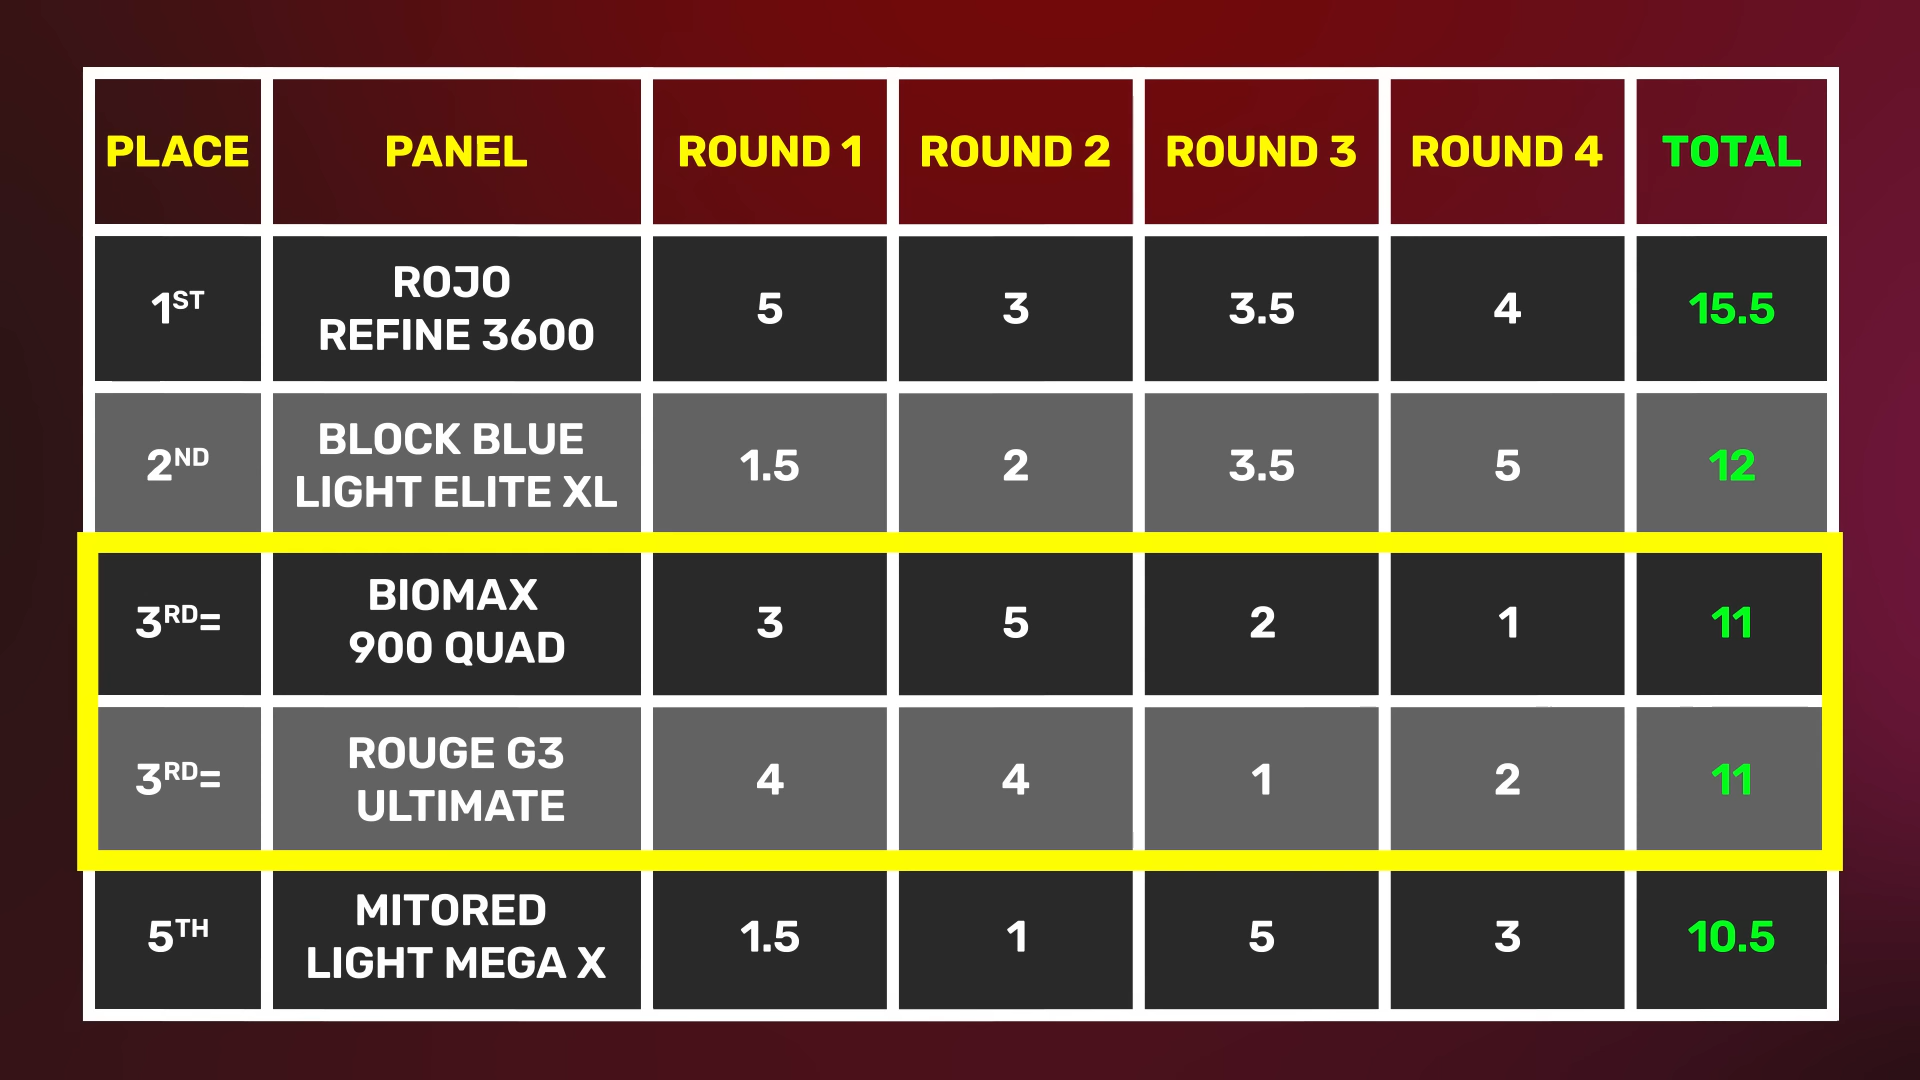 PLACE PANEL ROUND 1 ROUND 2 ROUND 3 ROUND 4 TOTAL
1ST ROJO REFINE 3600 5 3 3.5 4 15.5
2ND BLOCK BLUE LIGHT ELITE XL 1.5 2 3.5 5 12
3RD= BIOMAX 900 QUAD 3 5 2 1 11
3RD= ROUGE G3 ULTIMATE 4 4 1 2 11
5TH MITORED LIGHT MEGA X 1.5 1 5 3 10.5